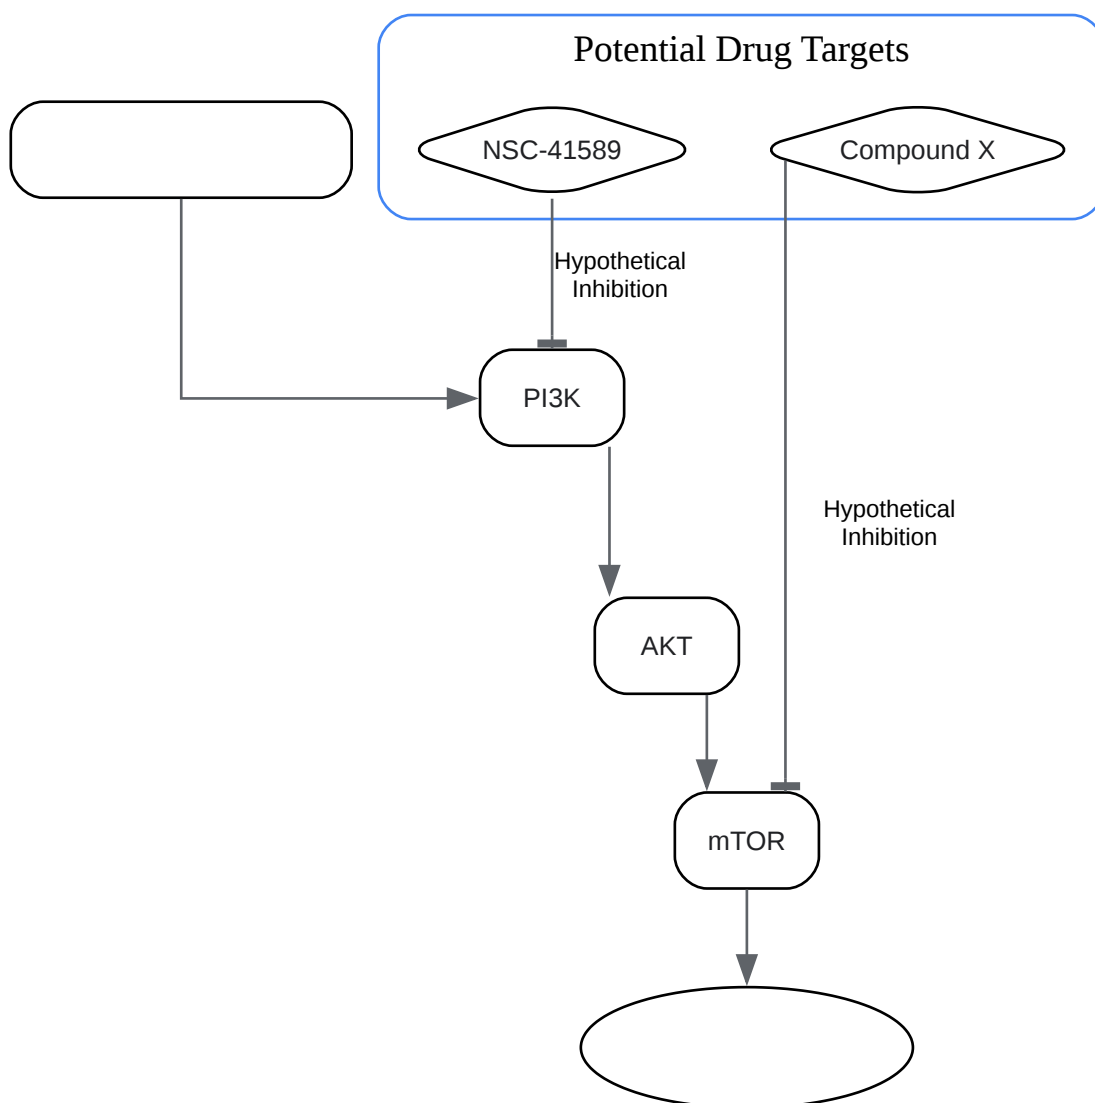 Potential Drug Targets
NSC-41589
Compound X
Hypothetical
Inhibition
PI3K
Hypothetical
Inhibition
AKT
mTOR